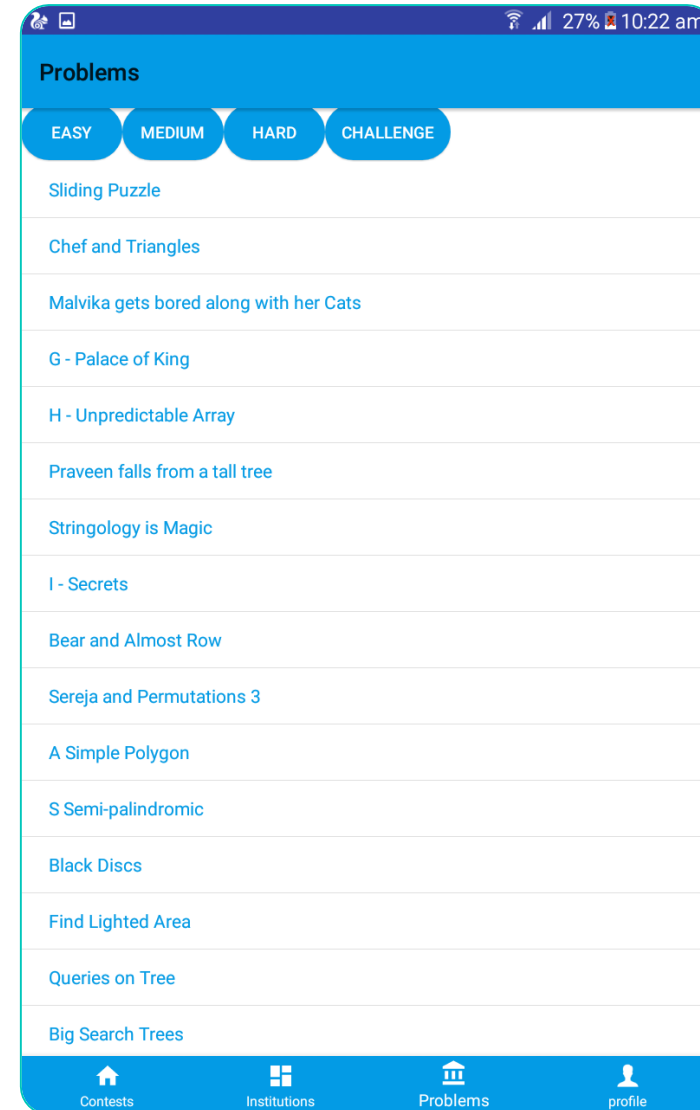 27% 10:22 am
Problems
EASY MEDIUM HARD CHALLENGE
Sliding Puzzle
Chef and Triangles
Malvika gets bored along with her Cats
G - Palace of King
H - Unpredictable Array
Praveen falls from a tall tree
Stringology is Magic
I - Secrets
Bear and Almost Row
Sereja and Permutations 3
A Simple Polygon
S Semi-palindromic
Black Discs
Find Lighted Area
Queries on Tree
Big Search Trees
Contests Institutions Problems profile